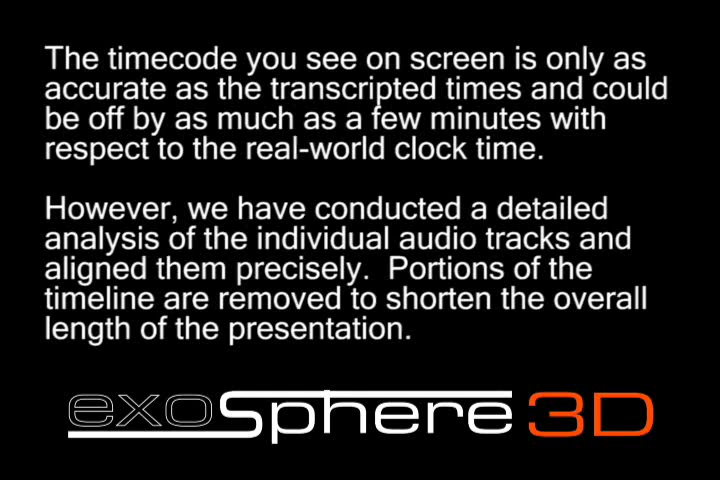 The timecode you see on screen is only as
accurate as the transcripted times and could
be off by as much as a few minutes with
respect to the real-world clock time.
However, we have conducted a detailed
analysis of the individual audio tracks and
aligned them precisely.  Portions of the
timeline are removed to shorten the overall
length of the presentation.
exosphere 3D